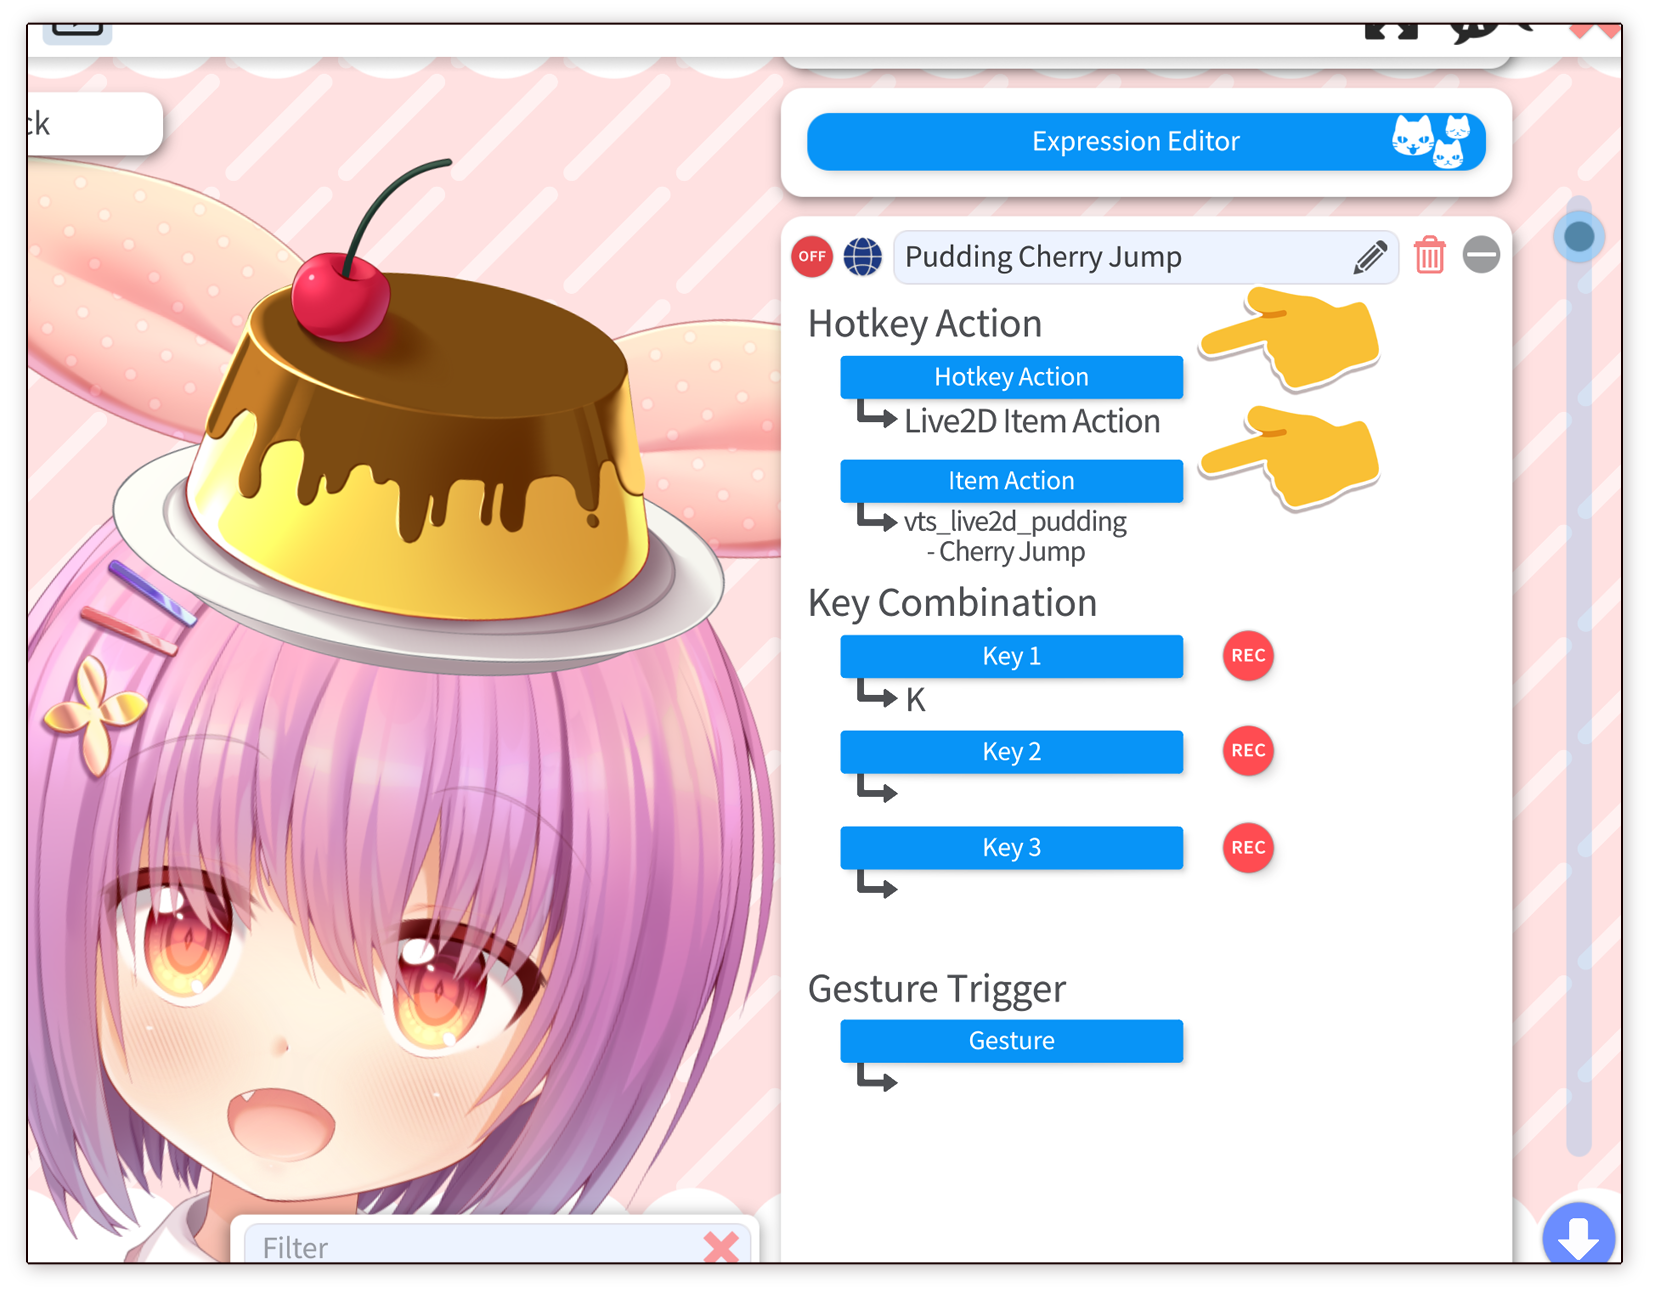 ck
Expression Editor
OFF
Pudding Cherry Jump
Hotkey Action
Hotkey Action
Live2D Item Action
Item Action
vts_live2d_pudding
- Cherry Jump
Key Combination
Key 1
REC
K
Key 2
REC
Key 3
REC
Gesture Trigger
Gesture
Filter